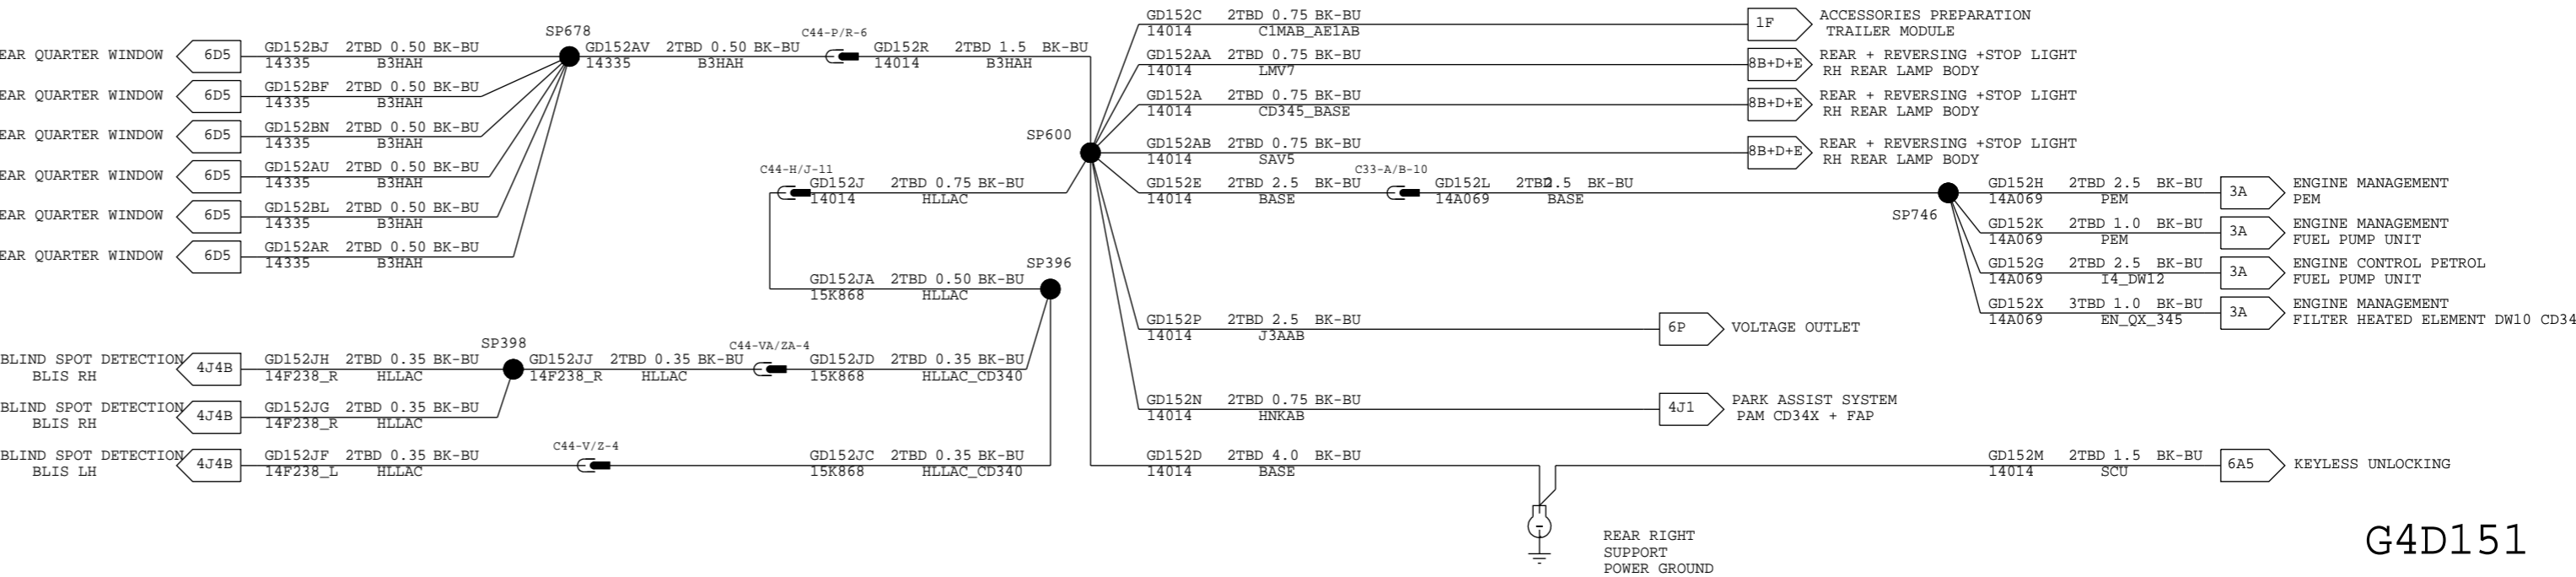 EAR QUARTER WINDOW 6D5 GD152BJ 2TBD 0.50 BK-BU
14335 B3HAH
EAR QUARTER WINDOW 6D5 GD152BF 2TBD 0.50 BK-BU
14335 B3HAH
EAR QUARTER WINDOW 6D5 GD152BN 2TBD 0.50 BK-BU
14335 B3HAH
EAR QUARTER WINDOW 6D5 GD152AU 2TBD 0.50 BK-BU
14335 B3HAH
EAR QUARTER WINDOW 6D5 GD152BL 2TBD 0.50 BK-BU
14335 B3HAH
EAR QUARTER WINDOW 6D5 GD152AR 2TBD 0.50 BK-BU
14335 B3HAH
SP678
GD152AV 2TBD 0.50 BK-BU
14335 B3HAH
C44-P/R-6
GD152R 2TBD 1.5 BK-BU
14014 B3HAH
SP600
C44-H/J-11
GD152J 2TBD 0.75 BK-BU
14014 HLLAC
GD152JA 2TBD 0.50 BK-BU
15K868 HLLAC
SP396
BLIND SPOT DETECTION
BLIS RH
4J4B GD152JH 2TBD 0.35 BK-BU
14F238_R HLLAC
SP398
GD152JJ 2TBD 0.35 BK-BU
14F238_R HLLAC
C44-VA/ZA-4
GD152JD 2TBD 0.35 BK-BU
15K868 HLLAC_CD340
BLIND SPOT DETECTION
BLIS RH
4J4B GD152JG 2TBD 0.35 BK-BU
14F238_R HLLAC
BLIND SPOT DETECTION
BLIS LH
4J4B GD152JF 2TBD 0.35 BK-BU
14F238_L HLLAC
C44-V/Z-4
GD152JC 2TBD 0.35 BK-BU
15K868 HLLAC_CD340
GD152C 2TBD 0.75 BK-BU
14014 C1MAB_AE1AB
1F ACCESSORIES PREPARATION
TRAILER MODULE
GD152AA 2TBD 0.75 BK-BU
14014 LMV7
8B+D+E REAR + REVERSING +STOP LIGHT
RH REAR LAMP BODY
GD152A 2TBD 0.75 BK-BU
14014 CD345_BASE
8B+D+E REAR + REVERSING +STOP LIGHT
RH REAR LAMP BODY
GD152AB 2TBD 0.75 BK-BU
14014 SAV5
8B+D+E REAR + REVERSING +STOP LIGHT
RH REAR LAMP BODY
GD152E 2TBD 2.5 BK-BU
14014 BASE
C33-A/B-10
GD152L 2TBD 2.5 BK-BU
14A069 BASE
SP746
GD152H 2TBD 2.5 BK-BU
14A069 PEM
3A ENGINE MANAGEMENT
PEM
GD152K 2TBD 1.0 BK-BU
14A069 PEM
3A ENGINE MANAGEMENT
FUEL PUMP UNIT
GD152G 2TBD 2.5 BK-BU
14A069 I4_DW12
3A ENGINE CONTROL PETROL
FUEL PUMP UNIT
GD152X 3TBD 1.0 BK-BU
14A069 EN_QX_345
3A ENGINE MANAGEMENT
FILTER HEATED ELEMENT DW10 CD34
GD152P 2TBD 2.5 BK-BU
14014 J3AAB
6P VOLTAGE OUTLET
GD152N 2TBD 0.75 BK-BU
14014 HNKAB
4J1 PARK ASSIST SYSTEM
PAM CD34X + FAP
GD152D 2TBD 4.0 BK-BU
14014 BASE
GD152M 2TBD 1.5 BK-BU
14014 SCU
6A5 KEYLESS UNLOCKING
REAR RIGHT
SUPPORT
POWER GROUND
G4D151